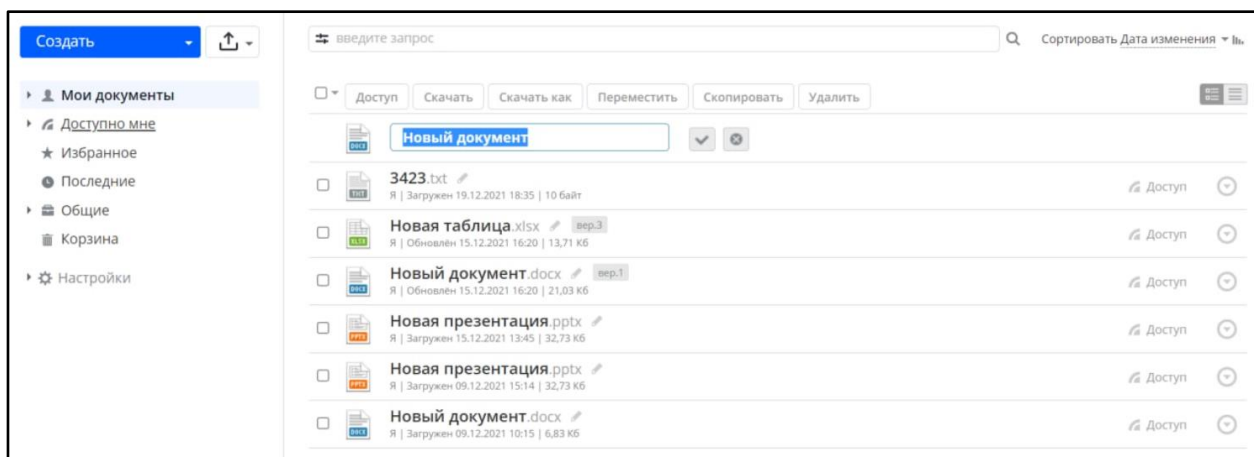 Создать
введите запрос
Сортировать Дата изменения
Мои документы
Доступно мне
Избранное
Последние
Общие
Корзина
Настройки
Доступ Скачать Скачать как Переместить Скопировать Удалить
DOCX Новый документ
TXT 3423.txt
Я | Загружен 19.12.2021 18:35 | 10 байт
Доступ
XLSX Новая таблица.xlsx вер.3
Я | Обновлён 15.12.2021 16:20 | 13,71 Кб
Доступ
DOCX Новый документ.docx вер.1
Я | Обновлён 15.12.2021 16:20 | 21,03 Кб
Доступ
PPTX Новая презентация.pptx
Я | Загружен 15.12.2021 13:45 | 32,73 Кб
Доступ
PPTX Новая презентация.pptx
Я | Загружен 09.12.2021 15:14 | 32,73 Кб
Доступ
DOCX Новый документ.docx
Я | Загружен 09.12.2021 10:15 | 6,83 Кб
Доступ